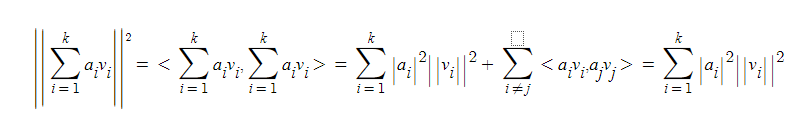 ||∑_{i=1}^{k} a_i v_i||^2 = < ∑_{i=1}^{k} a_i v_i, ∑_{i=1}^{k} a_i v_i > = ∑_{i=1}^{k} |a_i|^2 ||v_i||^2 + ∑_{i≠j} < a_i v_i, a_j v_j > = ∑_{i=1}^{k} |a_i|^2 ||v_i||^2